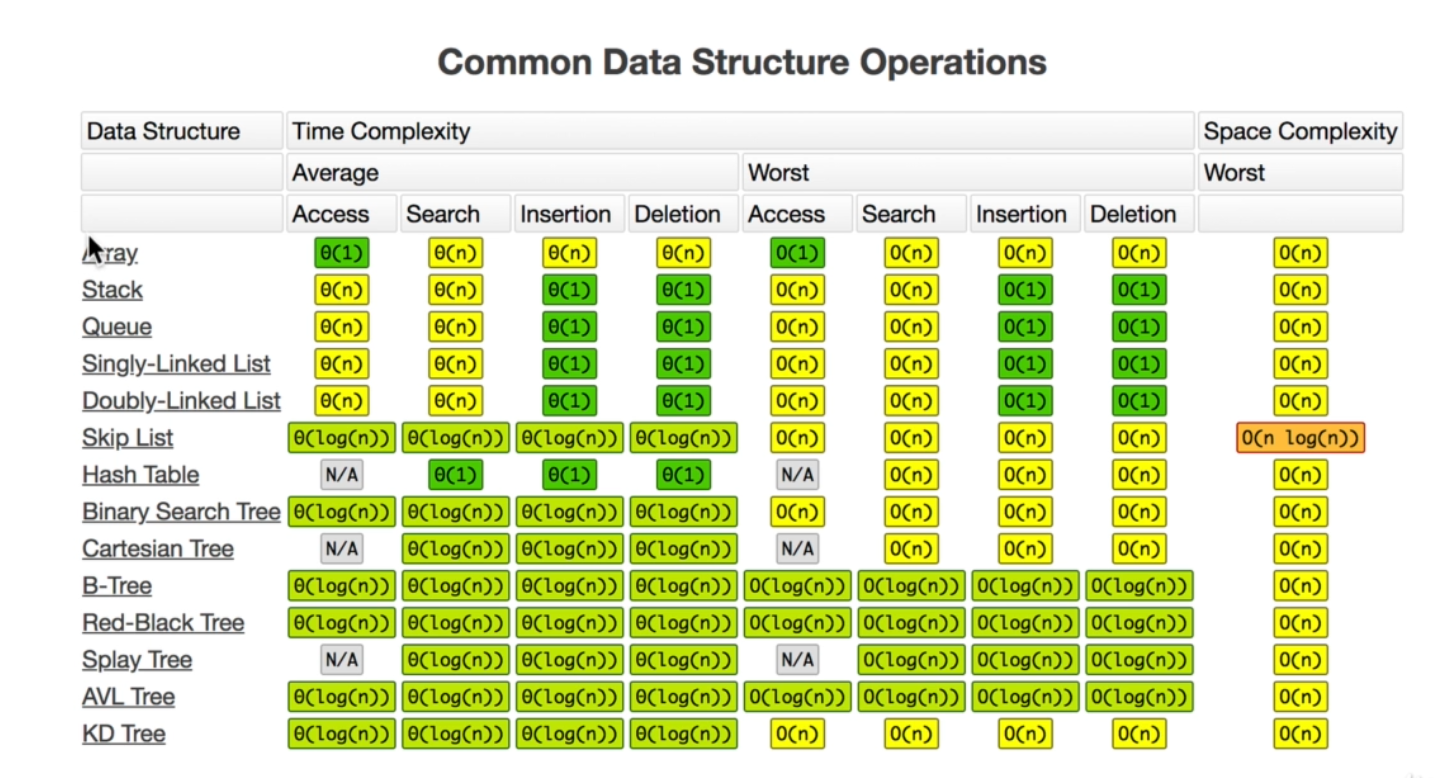 Common Data Structure Operations
Data Structure Time Complexity Space Complexity
Average Worst Worst
Access Search Insertion Deletion Access Search Insertion Deletion
Array Θ(1) Θ(n) Θ(n) Θ(n) O(1) O(n) O(n) O(n) O(n)
Stack Θ(n) Θ(n) Θ(1) Θ(1) O(n) O(n) O(1) O(1) O(n)
Queue Θ(n) Θ(n) Θ(1) Θ(1) O(n) O(n) O(1) O(1) O(n)
Singly-Linked List Θ(n) Θ(n) Θ(1) Θ(1) O(n) O(n) O(1) O(1) O(n)
Doubly-Linked List Θ(n) Θ(n) Θ(1) Θ(1) O(n) O(n) O(1) O(1) O(n)
Skip List Θ(log(n)) Θ(log(n)) Θ(log(n)) Θ(log(n)) O(n) O(n) O(n) O(n) O(n log(n))
Hash Table N/A Θ(1) Θ(1) Θ(1) N/A O(n) O(n) O(n) O(n)
Binary Search Tree Θ(log(n)) Θ(log(n)) Θ(log(n)) Θ(log(n)) O(n) O(n) O(n) O(n) O(n)
Cartesian Tree N/A Θ(log(n)) Θ(log(n)) Θ(log(n)) N/A O(n) O(n) O(n) O(n)
B-Tree Θ(log(n)) Θ(log(n)) Θ(log(n)) Θ(log(n)) O(log(n)) O(log(n)) O(log(n)) O(log(n)) O(n)
Red-Black Tree Θ(log(n)) Θ(log(n)) Θ(log(n)) Θ(log(n)) O(log(n)) O(log(n)) O(log(n)) O(log(n)) O(n)
Splay Tree N/A Θ(log(n)) Θ(log(n)) Θ(log(n)) N/A O(log(n)) O(log(n)) O(log(n)) O(n)
AVL Tree Θ(log(n)) Θ(log(n)) Θ(log(n)) Θ(log(n)) O(log(n)) O(log(n)) O(log(n)) O(log(n)) O(n)
KD Tree Θ(log(n)) Θ(log(n)) Θ(log(n)) Θ(log(n)) O(n) O(n) O(n) O(n) O(n)